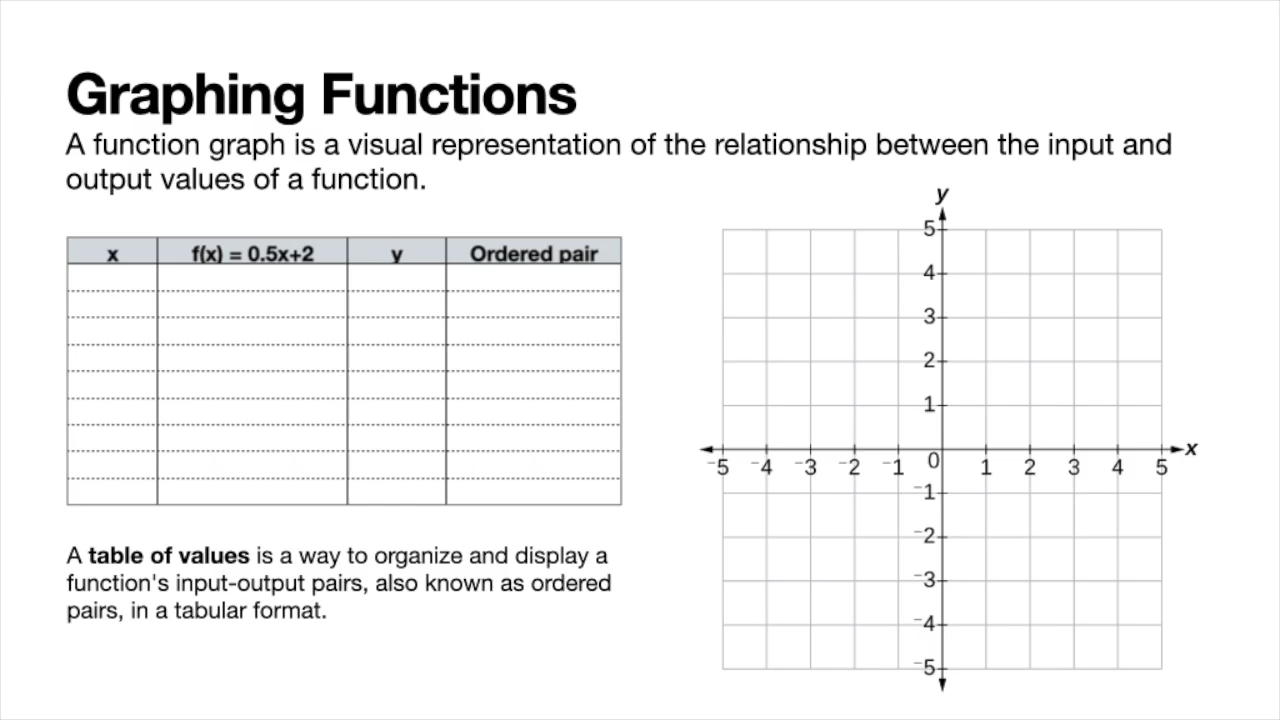 Graphing Functions
A function graph is a visual representation of the relationship between the input and
output values of a function.
x f(x) = 0.5x+2 y Ordered pair
A table of values is a way to organize and display a
function's input-output pairs, also known as ordered
pairs, in a tabular format.
y
5
4
3
2
1
x
-5 -4 -3 -2 -1 0 1 2 3 4 5
-1
-2
-3
-4
-5